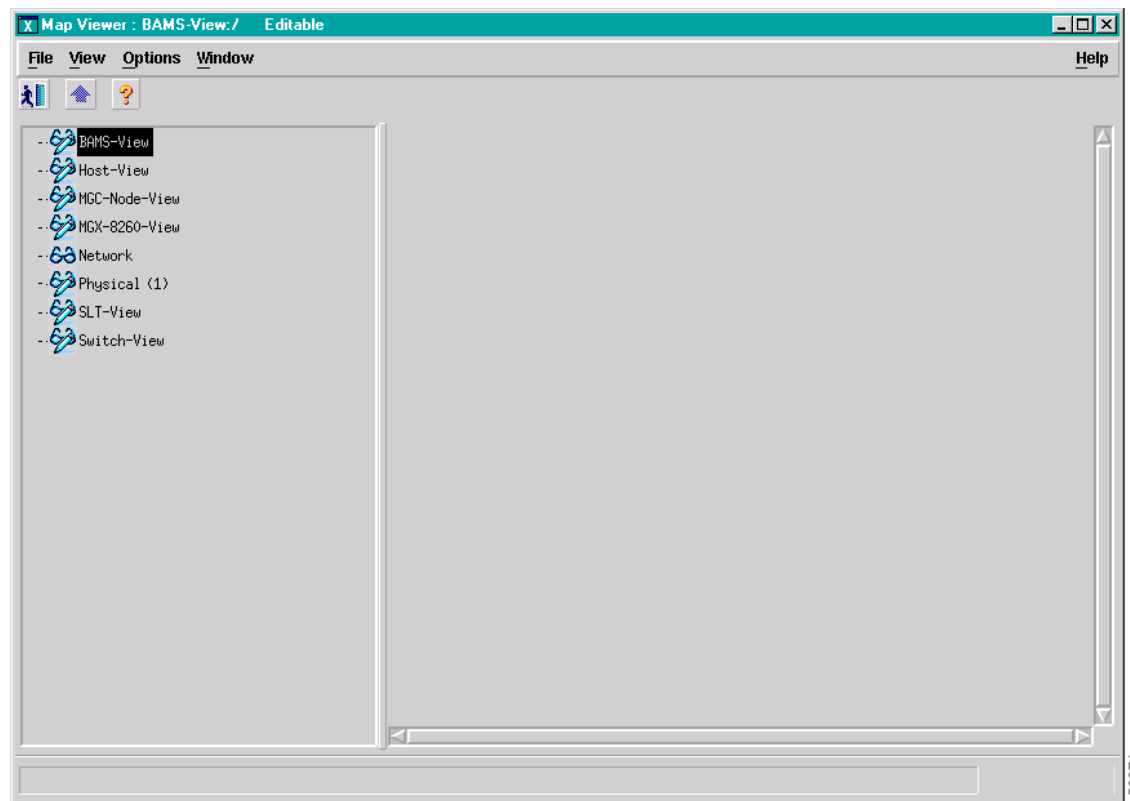 X Map Viewer : BAMS-View:/ Editable
File View Options Window Help
?
BAMS-View
Host-View
MGC-Node-View
MGX-8260-View
Network
Physical (1)
SLT-View
Switch-View